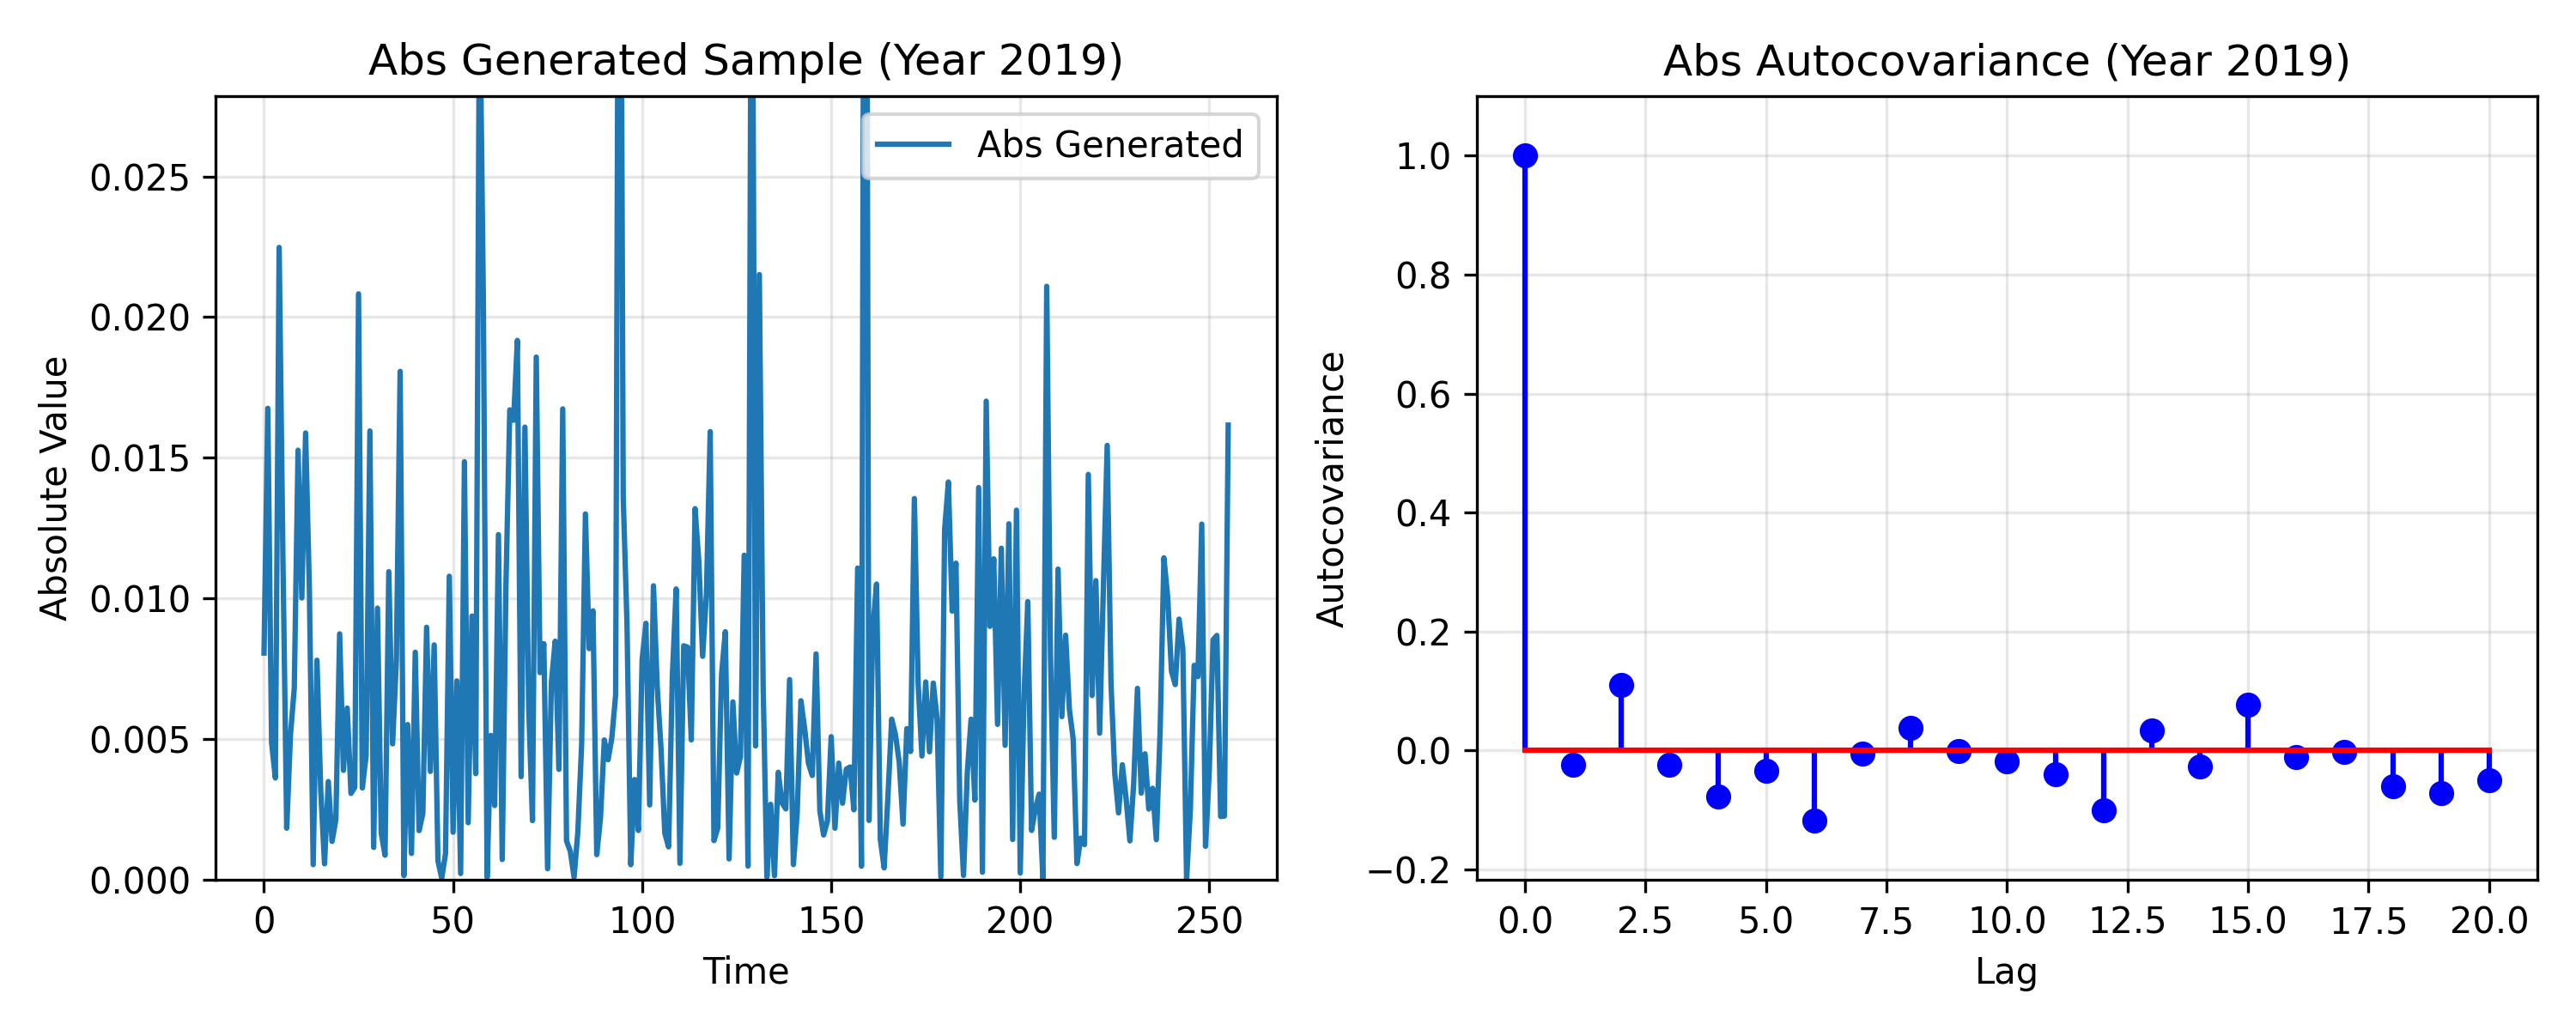 Abs Generated Sample (Year 2019)
Abs Generated
Absolute Value
0.025
0.020
0.015
0.010
0.005
0.000
0 50 100 150 200 250
Time
Abs Autocovariance (Year 2019)
Autocovariance
1.0
0.8
0.6
0.4
0.2
0.0
−0.2
0.0 2.5 5.0 7.5 10.0 12.5 15.0 17.5 20.0
Lag